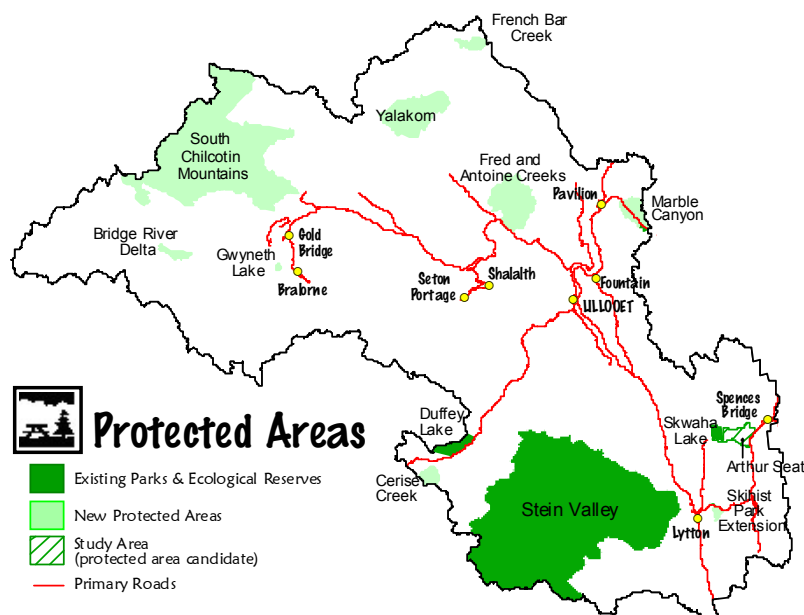 French Bar
Creek
Yalakom
South
Chilcotin
Mountains
Fred and
Antoine Creeks
Pavilion
Marble
Canyon
Bridge River
Delta
Gwyneth
Lake
Gold
Bridge
Bralorne
Seton
Portage
Shalalth
Fountain
LILLOOET
Spences
Bridge
Skwaha
Lake
Arthur Seat
Duffey
Lake
Cerise
Creek
Stein Valley
Skihist
Park
Extension
Lytton
Protected Areas
Existing Parks & Ecological Reserves
New Protected Areas
Study Area
(protected area candidate)
Primary Roads